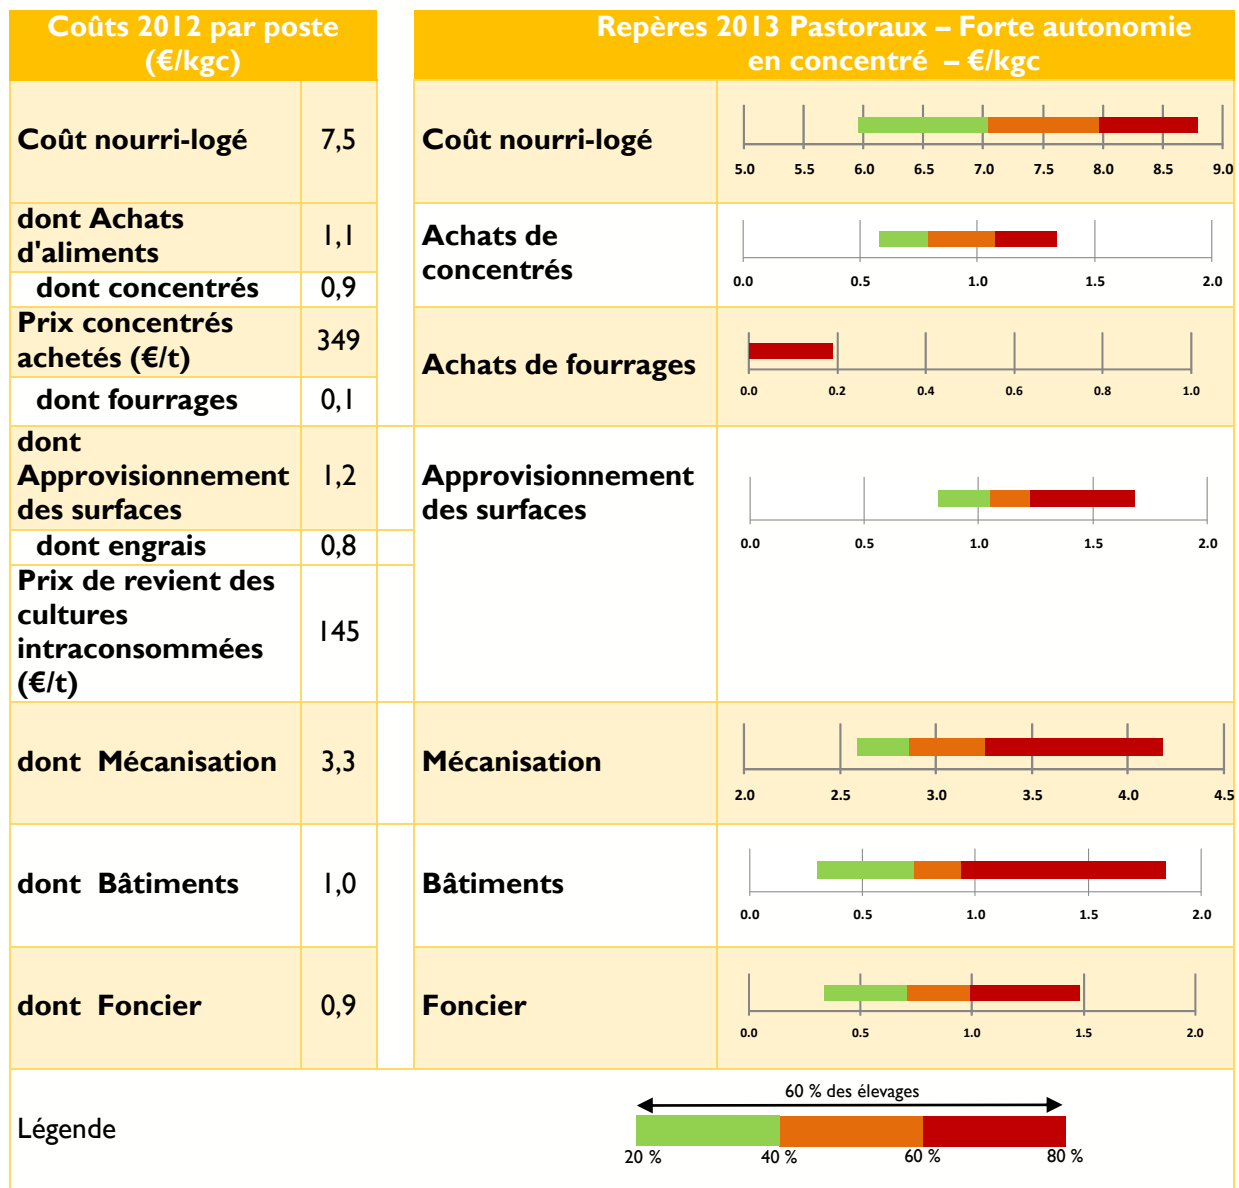 Coûts 2012 par poste
(€/kgc)
Repères 2013 Pastoraux – Forte autonomie
en concentré – €/kgc
Coût nourri-logé
7,5
Coût nourri-logé
5.0 5.5 6.0 6.5 7.0 7.5 8.0 8.5 9.0
dont Achats
d'aliments
1,1
dont concentrés
0,9
Achats de
concentrés
0.0 0.5 1.0 1.5 2.0
Prix concentrés
achetés (€/t)
349
dont fourrages
0,1
Achats de fourrages
0.0 0.2 0.4 0.6 0.8 1.0
dont
Approvisionnement
des surfaces
1,2
dont engrais
0,8
Prix de revient des
cultures
intraconsommées
(€/t)
145
Approvisionnement
des surfaces
0.0 0.5 1.0 1.5 2.0
dont Mécanisation
3,3
Mécanisation
2.0 2.5 3.0 3.5 4.0 4.5
dont Bâtiments
1,0
Bâtiments
0.0 0.5 1.0 1.5 2.0
dont Foncier
0,9
Foncier
0.0 0.5 1.0 1.5 2.0
Légende
60 % des élevages
20 % 40 % 60 % 80 %